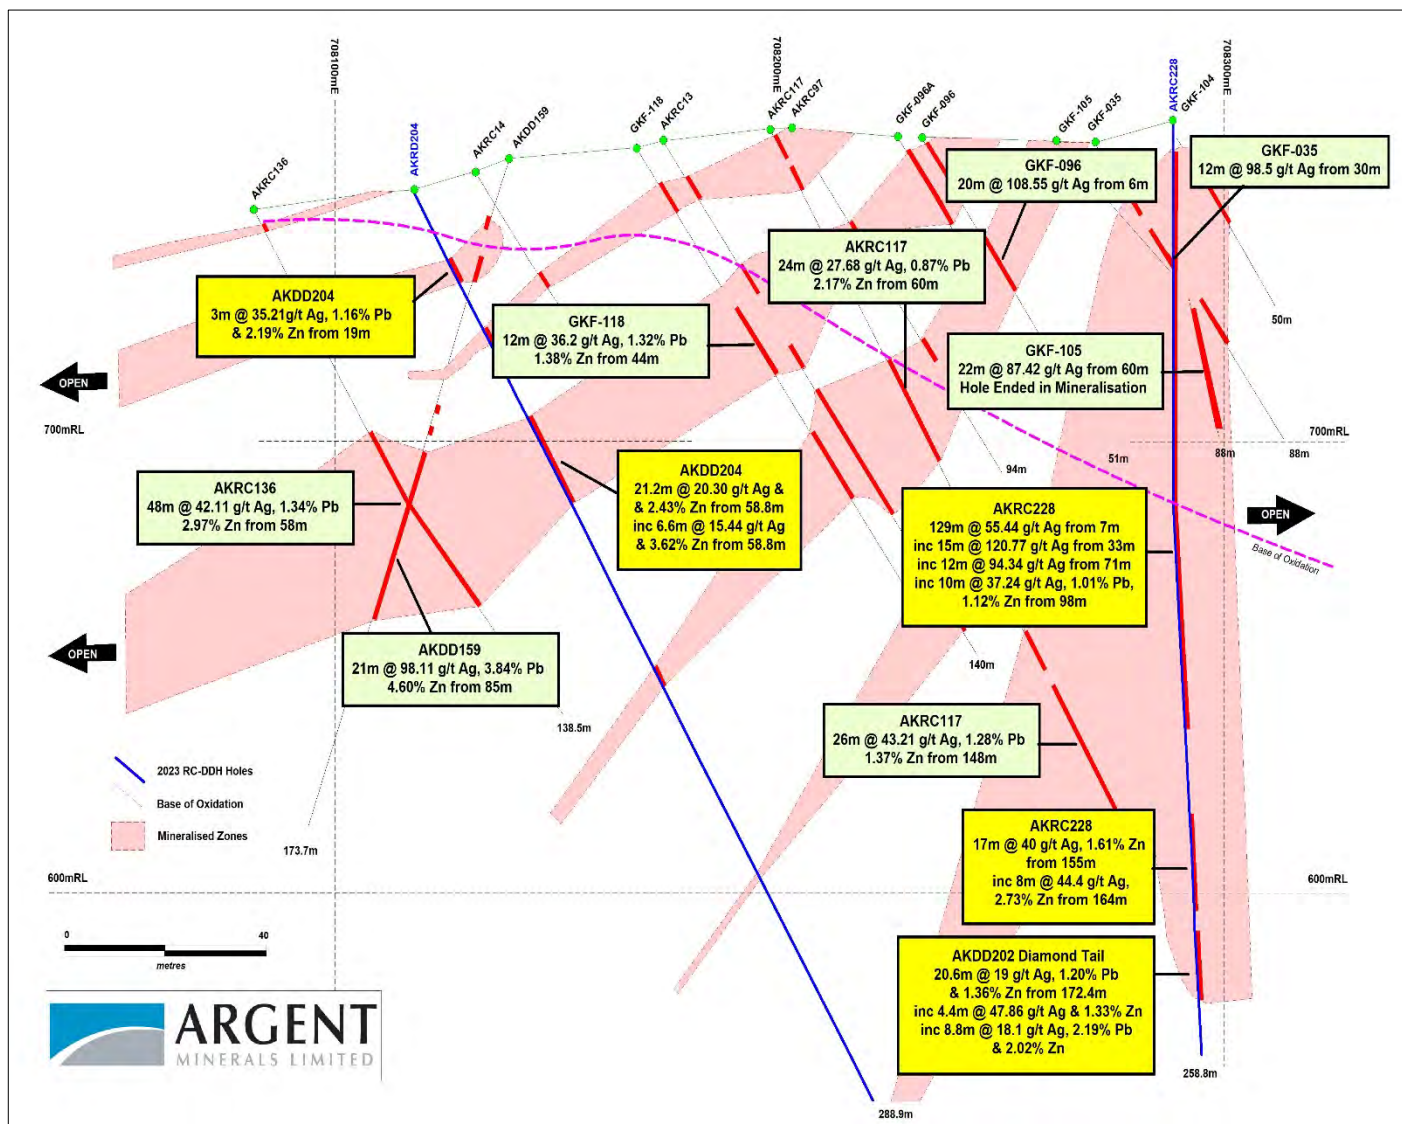 708100mE
708200mE
708300mE
AKRC136
AKRD204
AKRC14
AKDD159
GKF-118
AKRC13
AKRC117
AKRC97
GKF-096A
GKF-096
GKF-105
GKF-035
AKRC228
GKF-104
GKF-035
12m @ 98.5 g/t Ag from 30m
GKF-096
20m @ 108.55 g/t Ag from 6m
AKRC117
24m @ 27.68 g/t Ag, 0.87% Pb
2.17% Zn from 60m
AKDD204
3m @ 35.21g/t Ag, 1.16% Pb
& 2.19% Zn from 19m
GKF-118
12m @ 36.2 g/t Ag, 1.32% Pb
1.38% Zn from 44m
GKF-105
22m @ 87.42 g/t Ag from 60m
Hole Ended in Mineralisation
50m
OPEN
700mRL
700mRL
94m
51m
88m
88m
AKRC136
48m @ 42.11 g/t Ag, 1.34% Pb
2.97% Zn from 58m
AKDD204
21.2m @ 20.30 g/t Ag &
& 2.43% Zn from 58.8m
inc 6.6m @ 15.44 g/t Ag
& 3.62% Zn from 58.8m
AKRC228
129m @ 55.44 g/t Ag from 7m
inc 15m @ 120.77 g/t Ag from 33m
inc 12m @ 94.34 g/t Ag from 71m
inc 10m @ 37.24 g/t Ag, 1.01% Pb,
1.12% Zn from 98m
OPEN
Base of Oxidation
OPEN
AKDD159
21m @ 98.11 g/t Ag, 3.84% Pb
4.60% Zn from 85m
140m
138.5m
AKRC117
26m @ 43.21 g/t Ag, 1.28% Pb
1.37% Zn from 148m
2023 RC-DDH Holes
Base of Oxidation
Mineralised Zones
173.7m
AKRC228
17m @ 40 g/t Ag, 1.61% Zn
from 155m
inc 8m @ 44.4 g/t Ag,
2.73% Zn from 164m
600mRL
600mRL
0 40
metres
AKDD202 Diamond Tail
20.6m @ 19 g/t Ag, 1.20% Pb
& 1.36% Zn from 172.4m
inc 4.4m @ 47.86 g/t Ag & 1.33% Zn
inc 8.8m @ 18.1 g/t Ag, 2.19% Pb
& 2.02% Zn
258.8m
288.9m
ARGENT
MINERALS LIMITED